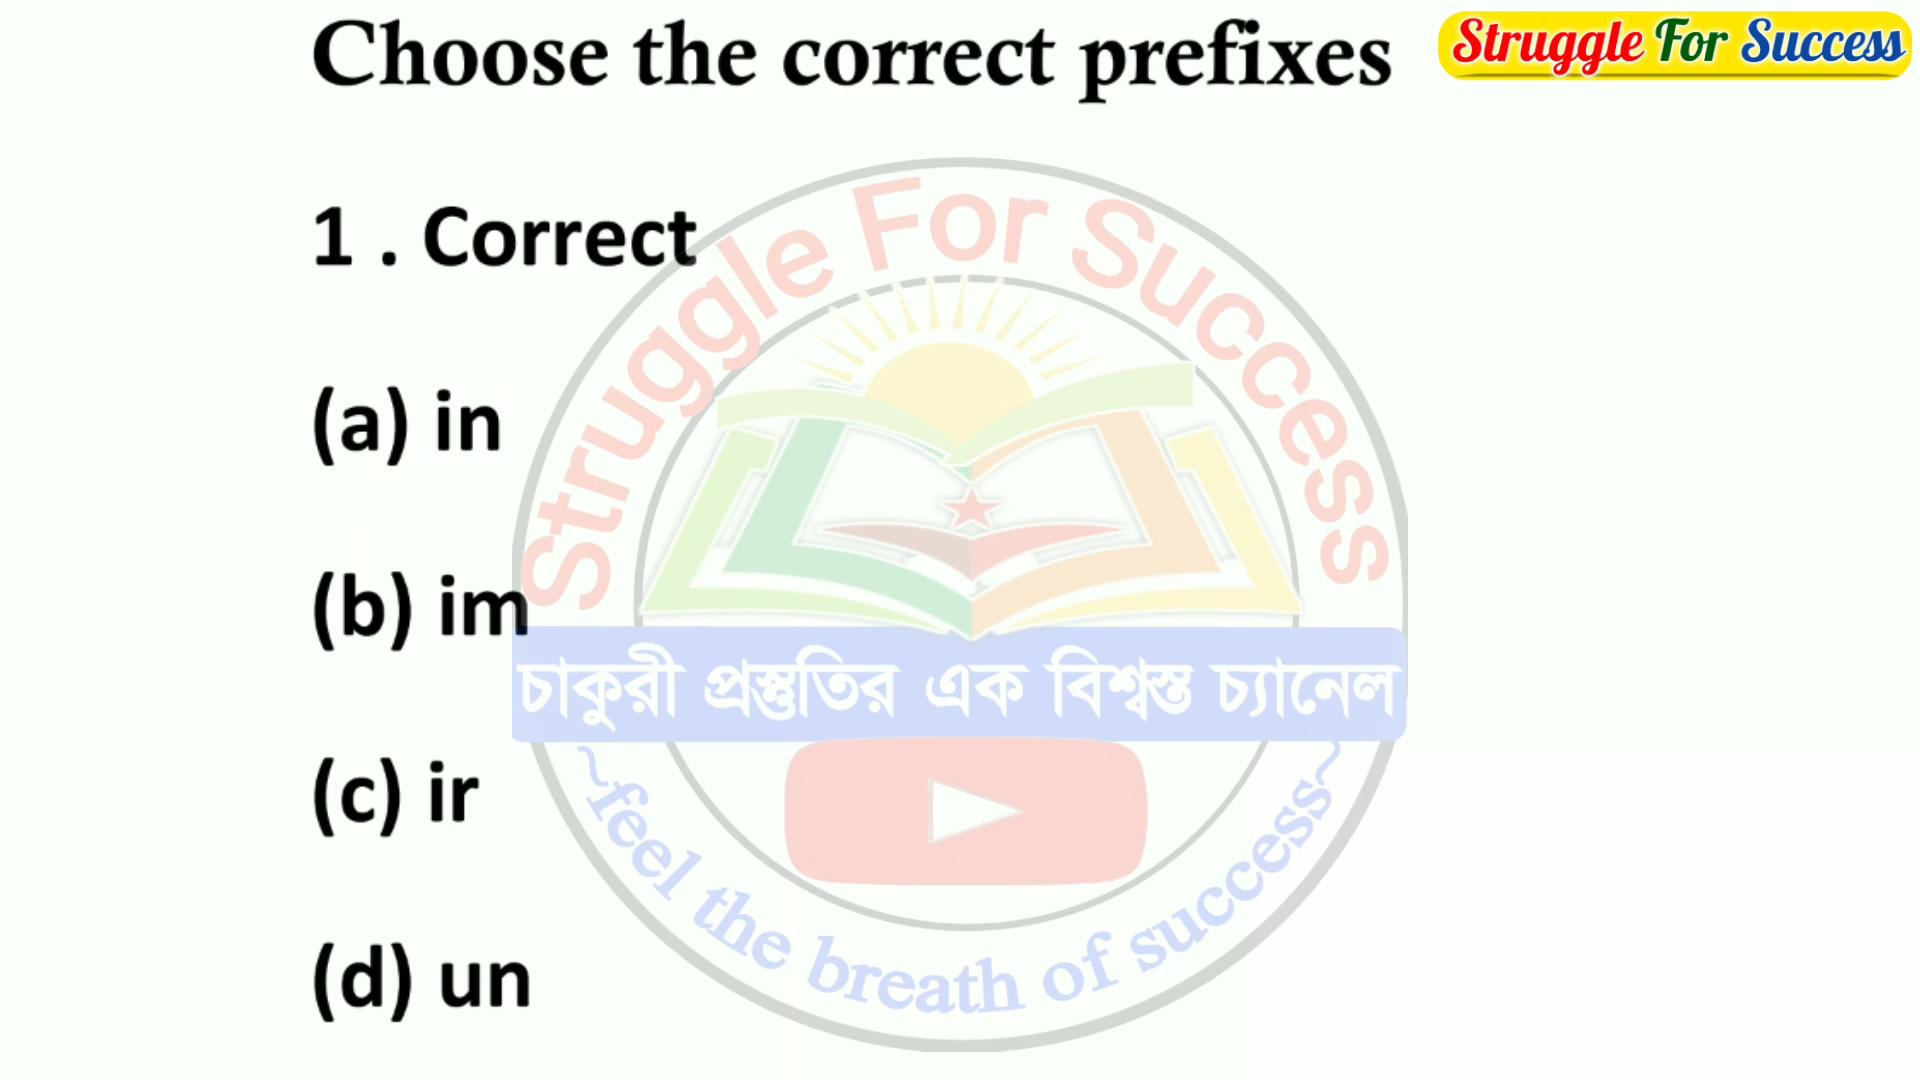 Choose the correct prefixes
Struggle For Success
1 . Correct
Struggle For Success
(a) in
(b) im
চাকুরী প্রস্তুতির এক বিশ্বস্ত চ্যানেল
(c) ir
~feel the breath of success~
(d) un